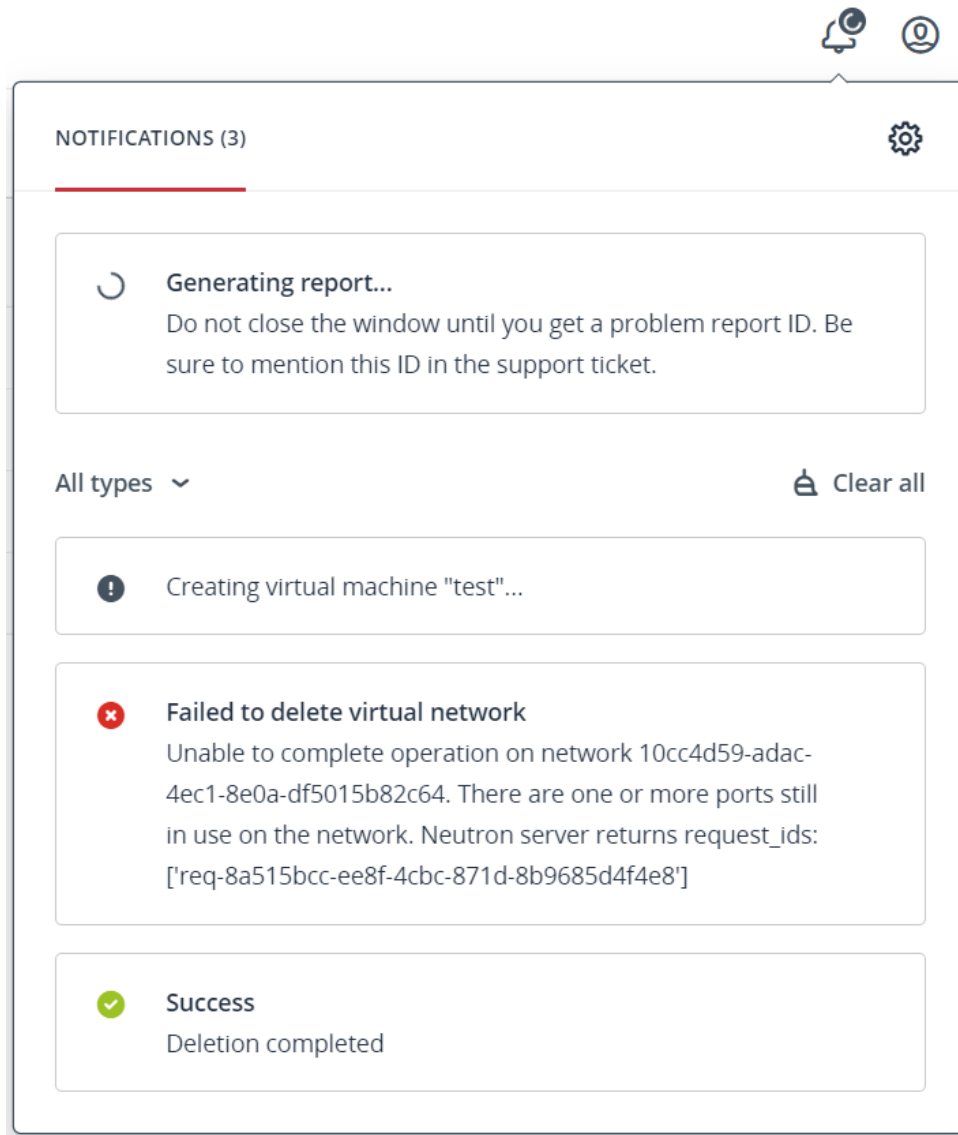 NOTIFICATIONS (3)
Generating report...
Do not close the window until you get a problem report ID. Be
sure to mention this ID in the support ticket.
All types
Clear all
Creating virtual machine "test"...
Failed to delete virtual network
Unable to complete operation on network 10cc4d59-adac-
4ec1-8e0a-df5015b82c64. There are one or more ports still
in use on the network. Neutron server returns request_ids:
['req-8a515bcc-ee8f-4cbc-871d-8b9685d4f4e8']
Success
Deletion completed